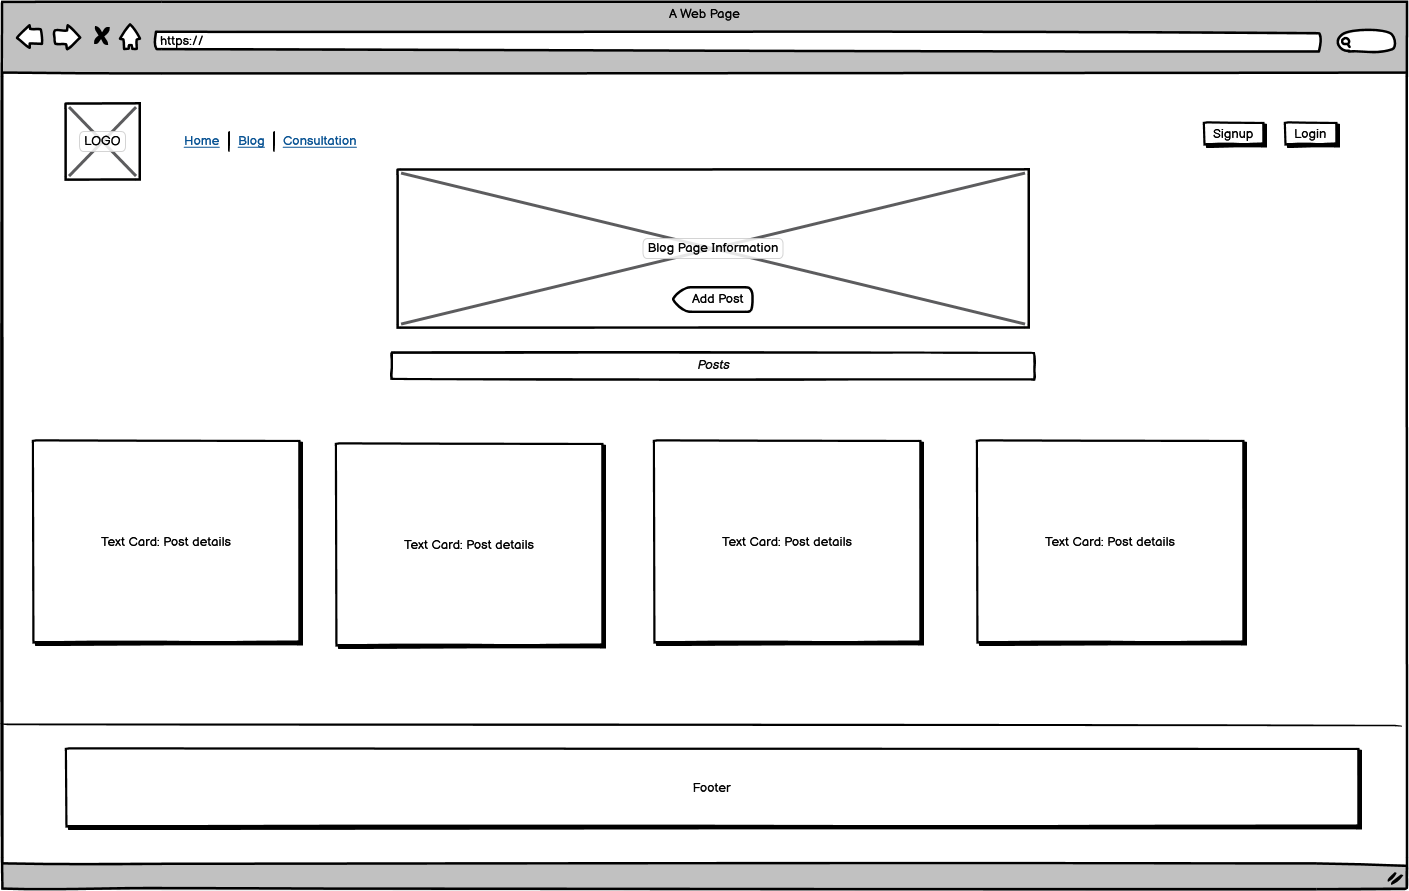 A Web Page
https://
LOGO
Home
Blog
Consultation
Signup
Login
Blog Page Information
Add Post
Posts
Text Card: Post details
Text Card: Post details
Text Card: Post details
Text Card: Post details
Footer